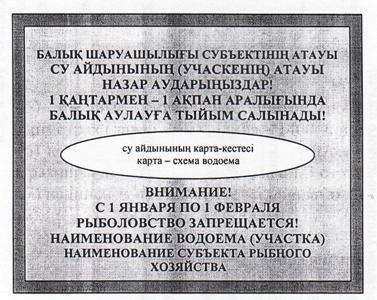 БАЛЫҚ ШАРУАШЫЛЫҒЫ СУБЪЕКТІНІҢ АТАУЫ
СУ АЙДЫНЫНЫҢ (УЧАСКЕНІҢ) АТАУЫ
НАЗАР АУДАРЫҢЫЗДАР!
1 ҚАҢТАРМЕН – 1 АҚПАН АРАЛЫҒЫНДА
БАЛЫҚ АУЛАУҒА ТЫЙЫМ САЛЫНАДЫ!
су айдынының карта-кестесі
карта – схема водоема
ВНИМАНИЕ!
С 1 ЯНВАРЯ ПО 1 ФЕВРАЛЯ
РЫБОЛОВСТВО ЗАПРЕЩАЕТСЯ!
НАИМЕНОВАНИЕ ВОДОЕМА (УЧАСТКА)
НАИМЕНОВАНИЕ СУБЪЕКТА РЫБНОГО
ХОЗЯЙСТВА